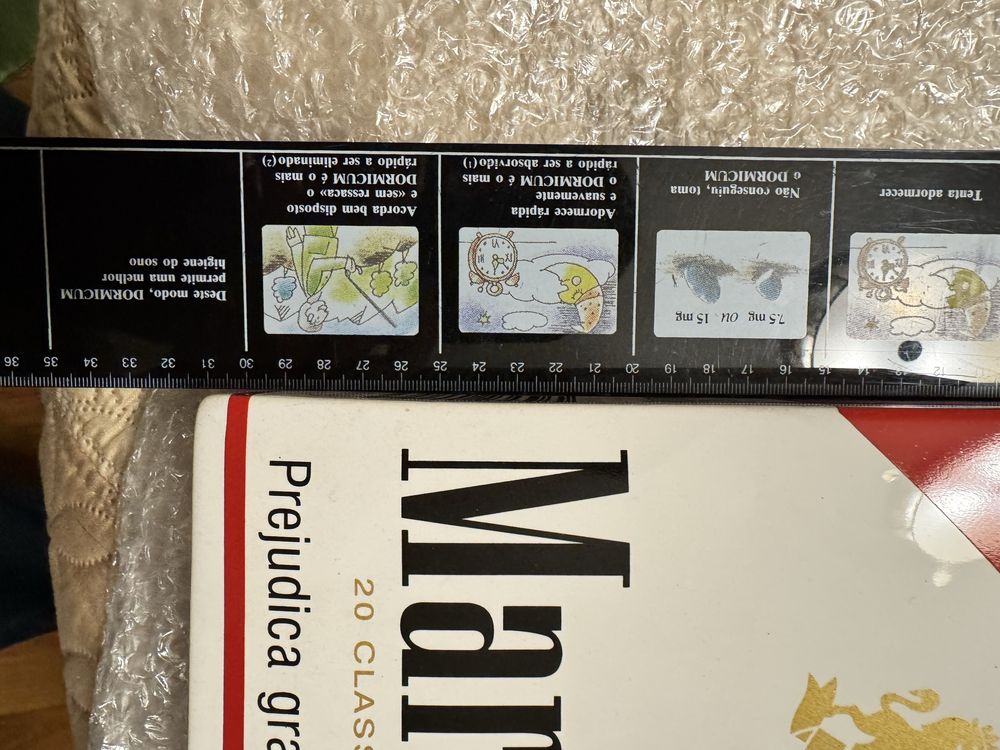 Tenta adormecer
Não conseguiu, toma
o DORMICUM
7.5 mg ou 15 mg
Adormece rápida
e suavemente
o DORMICUM é o mais
rápido a ser absorvido (1)
Acorda bem disposto
e «sem ressaca» o
DORMICUM é o mais
rápido a ser eliminado (2)
Deste modo, DORMICUM
permite uma melhor
higiene do sono
12 14 15 16 17 18 19 20 21 22 23 24 25 26 27 28 29 30 31 32 33 34 35 36
Mar
20 CLASS
Prejudica gra